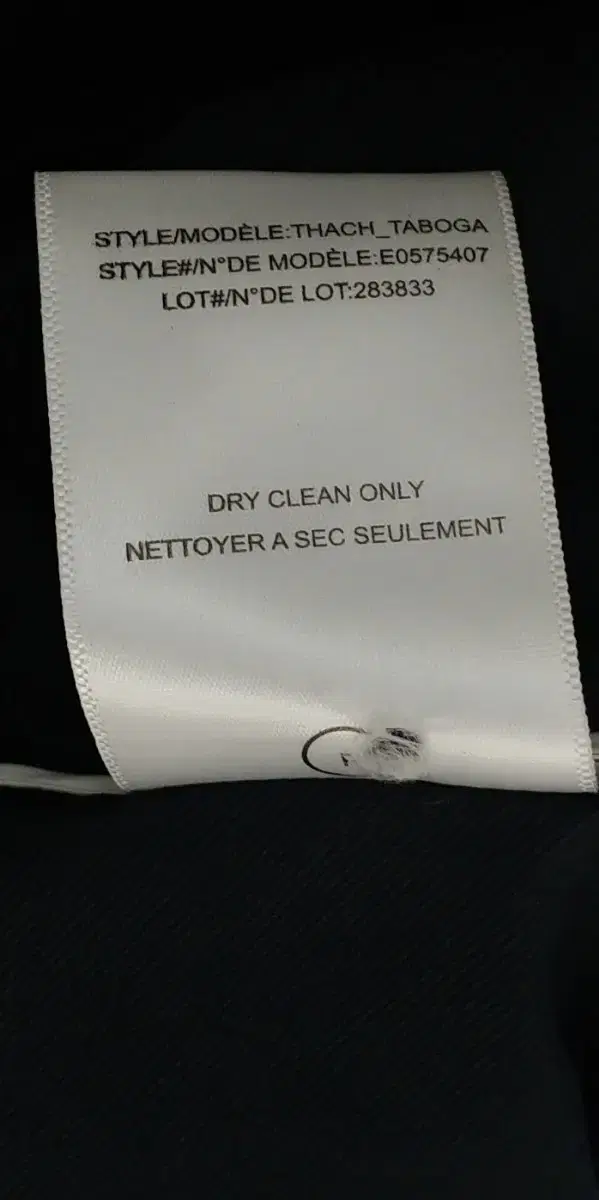 STYLE/MODÈLE:THACH_TABOGA
STYLE#/N°DE MODÈLE:E0575407
LOT#/N°DE LOT:283833
DRY CLEAN ONLY
NETTOYER A SEC SEULEMENT